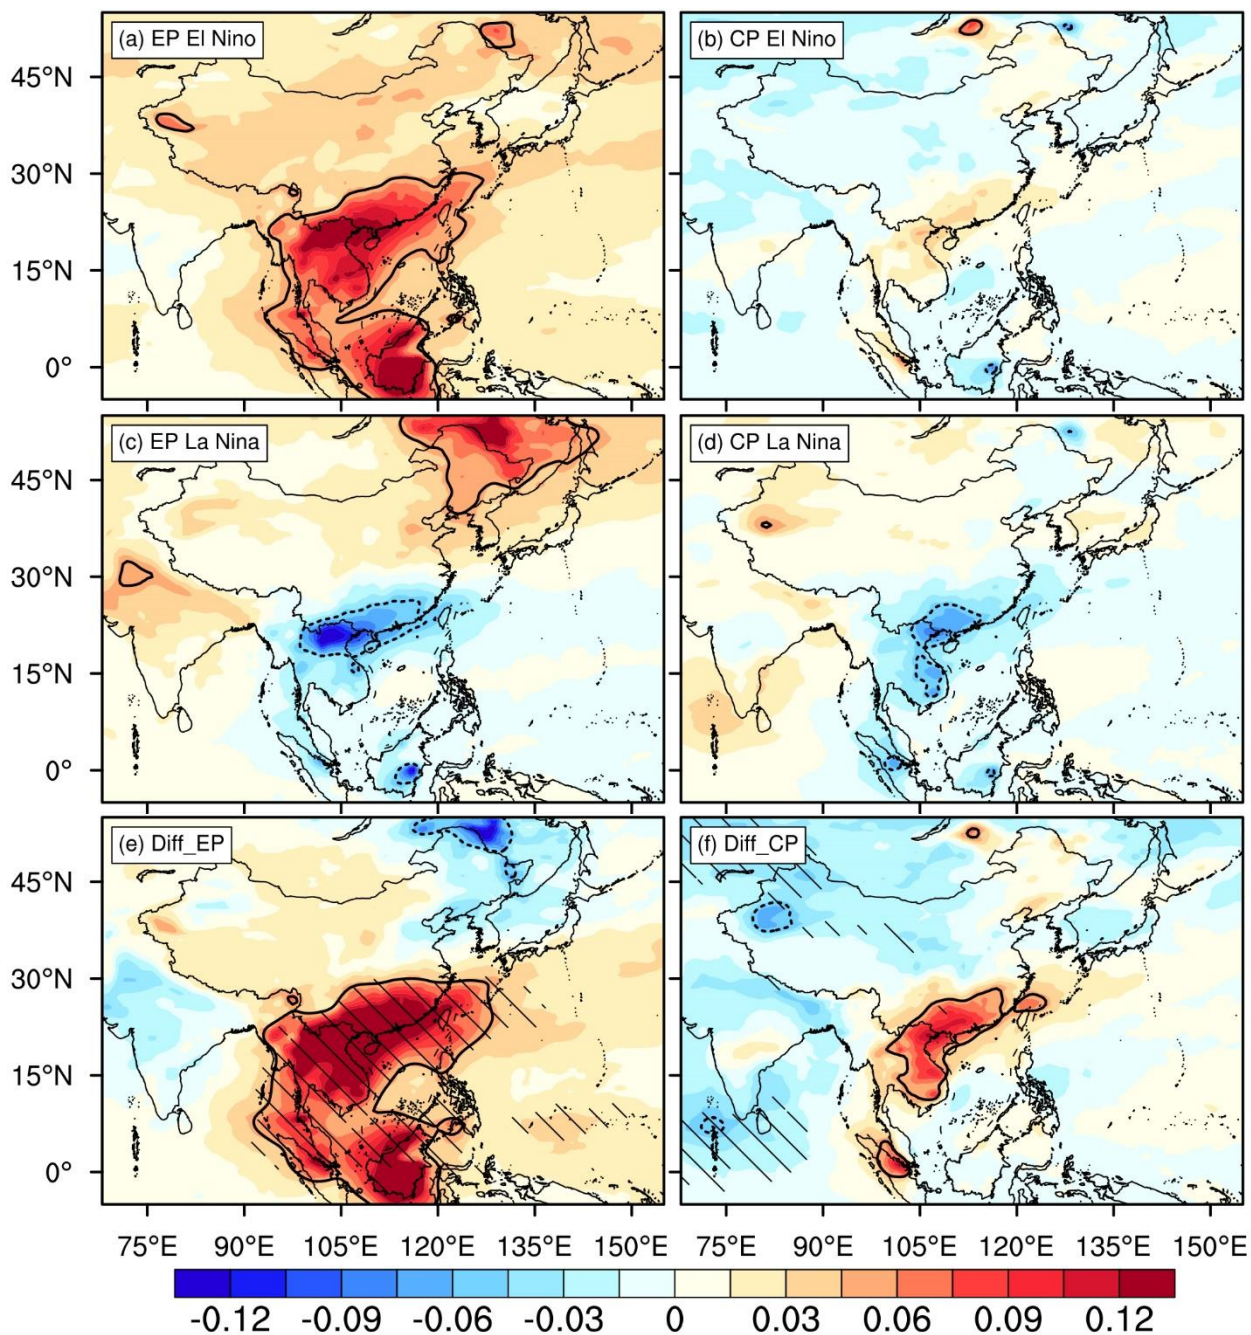 (a) EP El Nino
(b) CP El Nino
45°N
30°N
15°N
0°
(c) EP La Nina
(d) CP La Nina
45°N
30°N
15°N
0°
(e) Diff_EP
(f) Diff_CP
45°N
30°N
15°N
0°
75°E 90°E 105°E 120°E 135°E 150°E 75°E 90°E 105°E 120°E 135°E 150°E
-0.12 -0.09 -0.06 -0.03 0 0.03 0.06 0.09 0.12